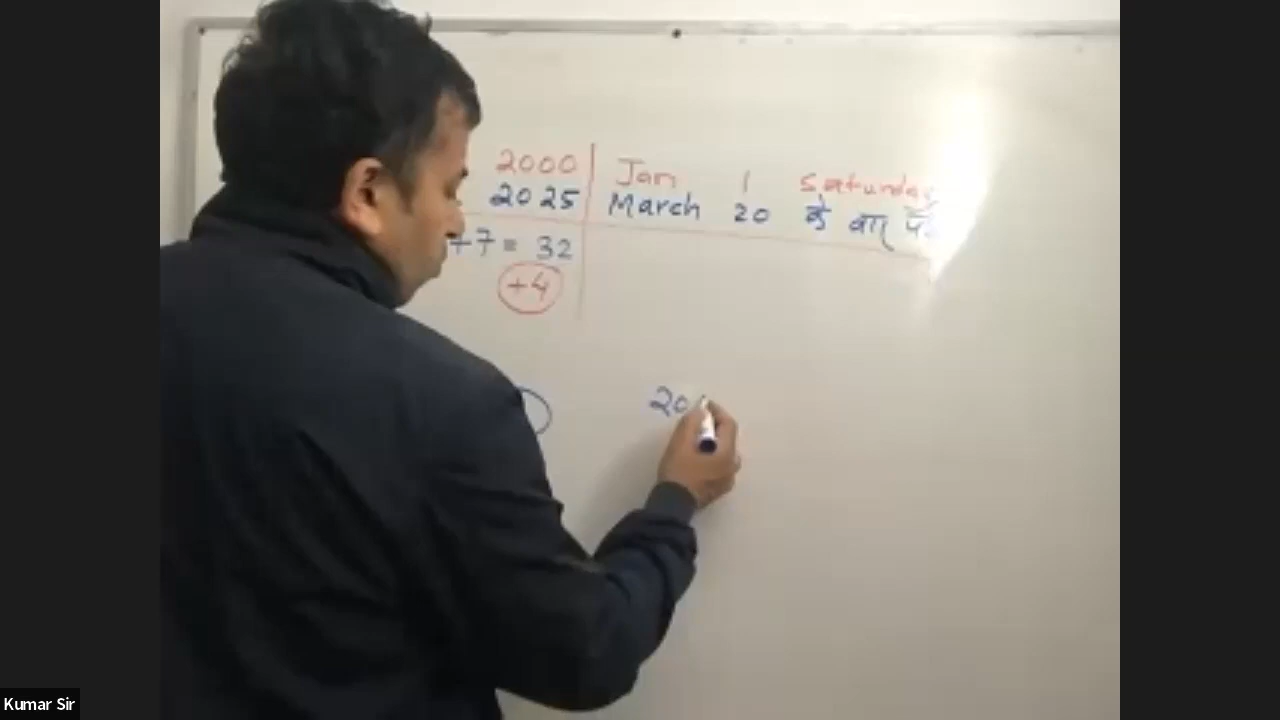 2000 Jan 1 Saturday
2025 March 20 के बार
+7 = 32
+4
20
Kumar Sir